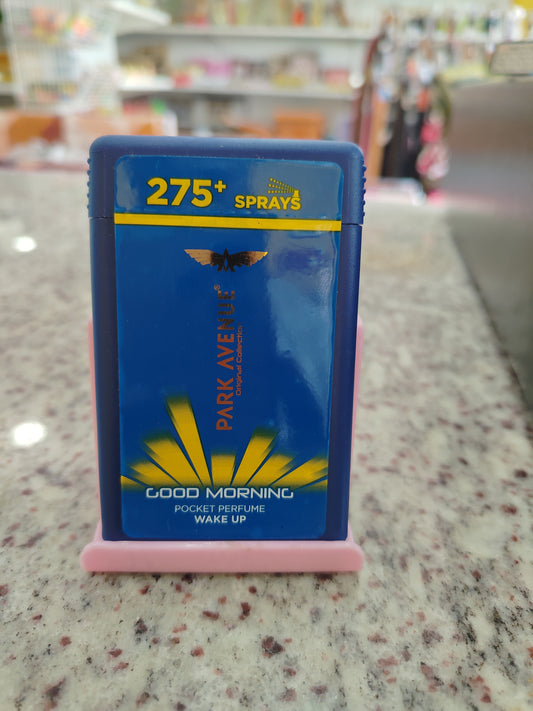 275+ SPRAYS
PARK AVENUE®
Original Collection
GOOD MORNING
POCKET PERFUME
WAKE UP